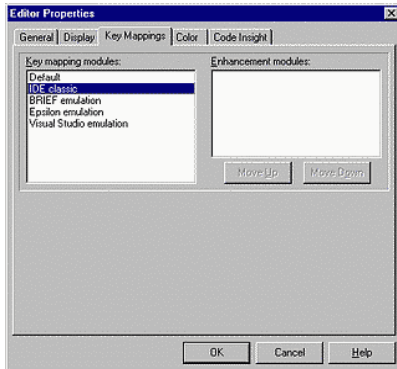 Editor Properties
General Display Key Mappings Color Code Insight
Key mapping modules: Enhancement modules:
Default
IDE classic
BRIEF emulation
Epsilon emulation
Visual Studio emulation
Move Up Move Down
OK Cancel Help